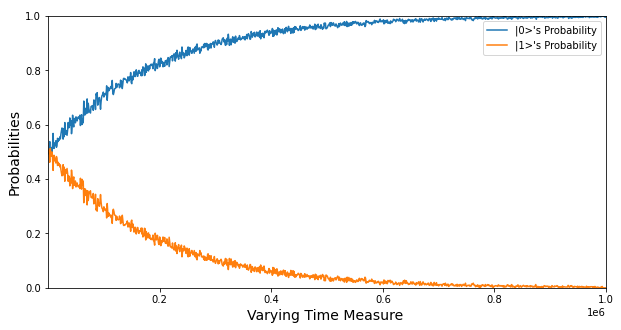 1.0
|0>'s Probability
|1>'s Probability
0.8
0.6
0.4
0.2
0.0
Probabilities
0.2 0.4 0.6 0.8 1.0
1e6
Varying Time Measure